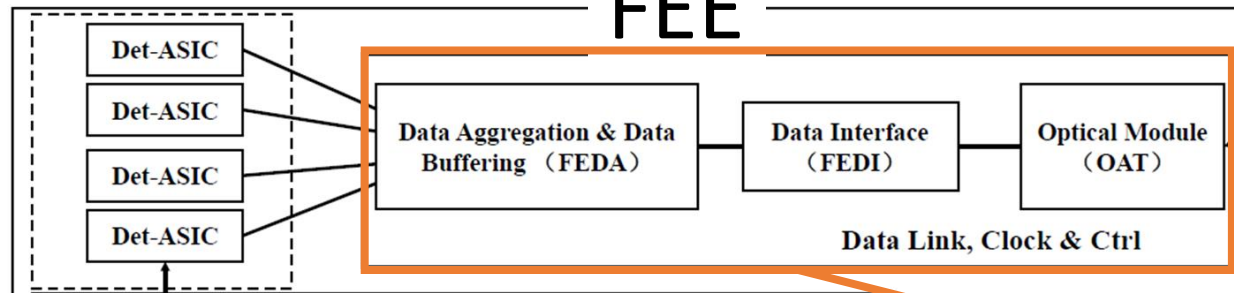 FEE
Det-ASIC
Det-ASIC
Det-ASIC
Det-ASIC
Data Aggregation & Data
Buffering （FEDA）
Data Interface
（FEDI）
Optical Module
（OAT）
Data Link, Clock & Ctrl